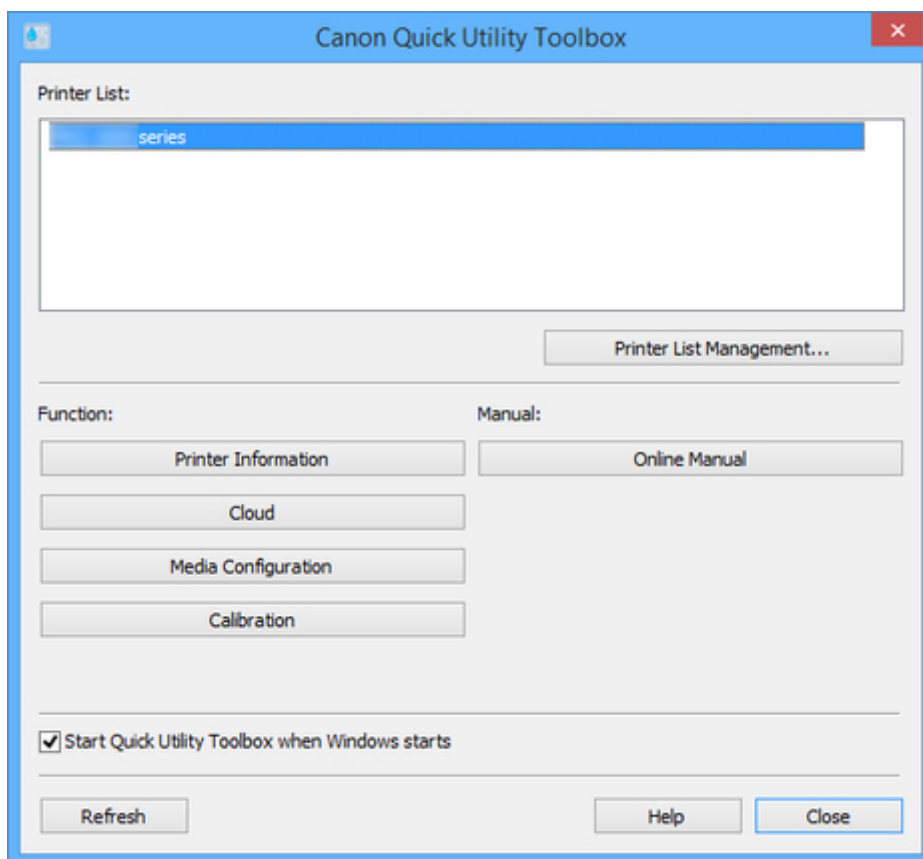 Canon Quick Utility Toolbox
Printer List:
series
Printer List Management...
Function:
Manual:
Printer Information
Online Manual
Cloud
Media Configuration
Calibration
Start Quick Utility Toolbox when Windows starts
Refresh
Help
Close